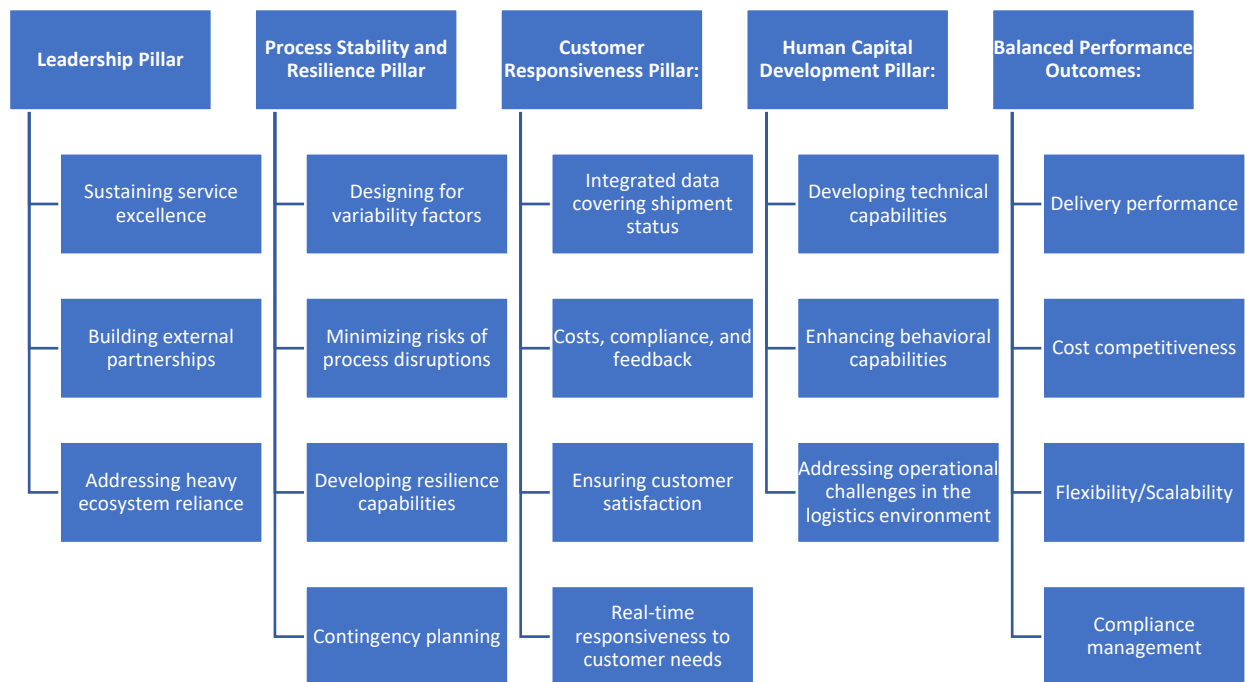 Leadership Pillar
Sustaining service
excellence
Building external
partnerships
Addressing heavy
ecosystem reliance
Process Stability and
Resilience Pillar
Designing for
variability factors
Minimizing risks of
process disruptions
Developing resilience
capabilities
Contingency planning
Customer
Responsiveness Pillar:
Integrated data
covering shipment
status
Costs, compliance, and
feedback
Ensuring customer
satisfaction
Real-time
responsiveness to
customer needs
Human Capital
Development Pillar:
Developing technical
capabilities
Enhancing behavioral
capabilities
Addressing operational
challenges in the
logistics environment
Balanced Performance
Outcomes:
Delivery performance
Cost competitiveness
Flexibility/Scalability
Compliance
management